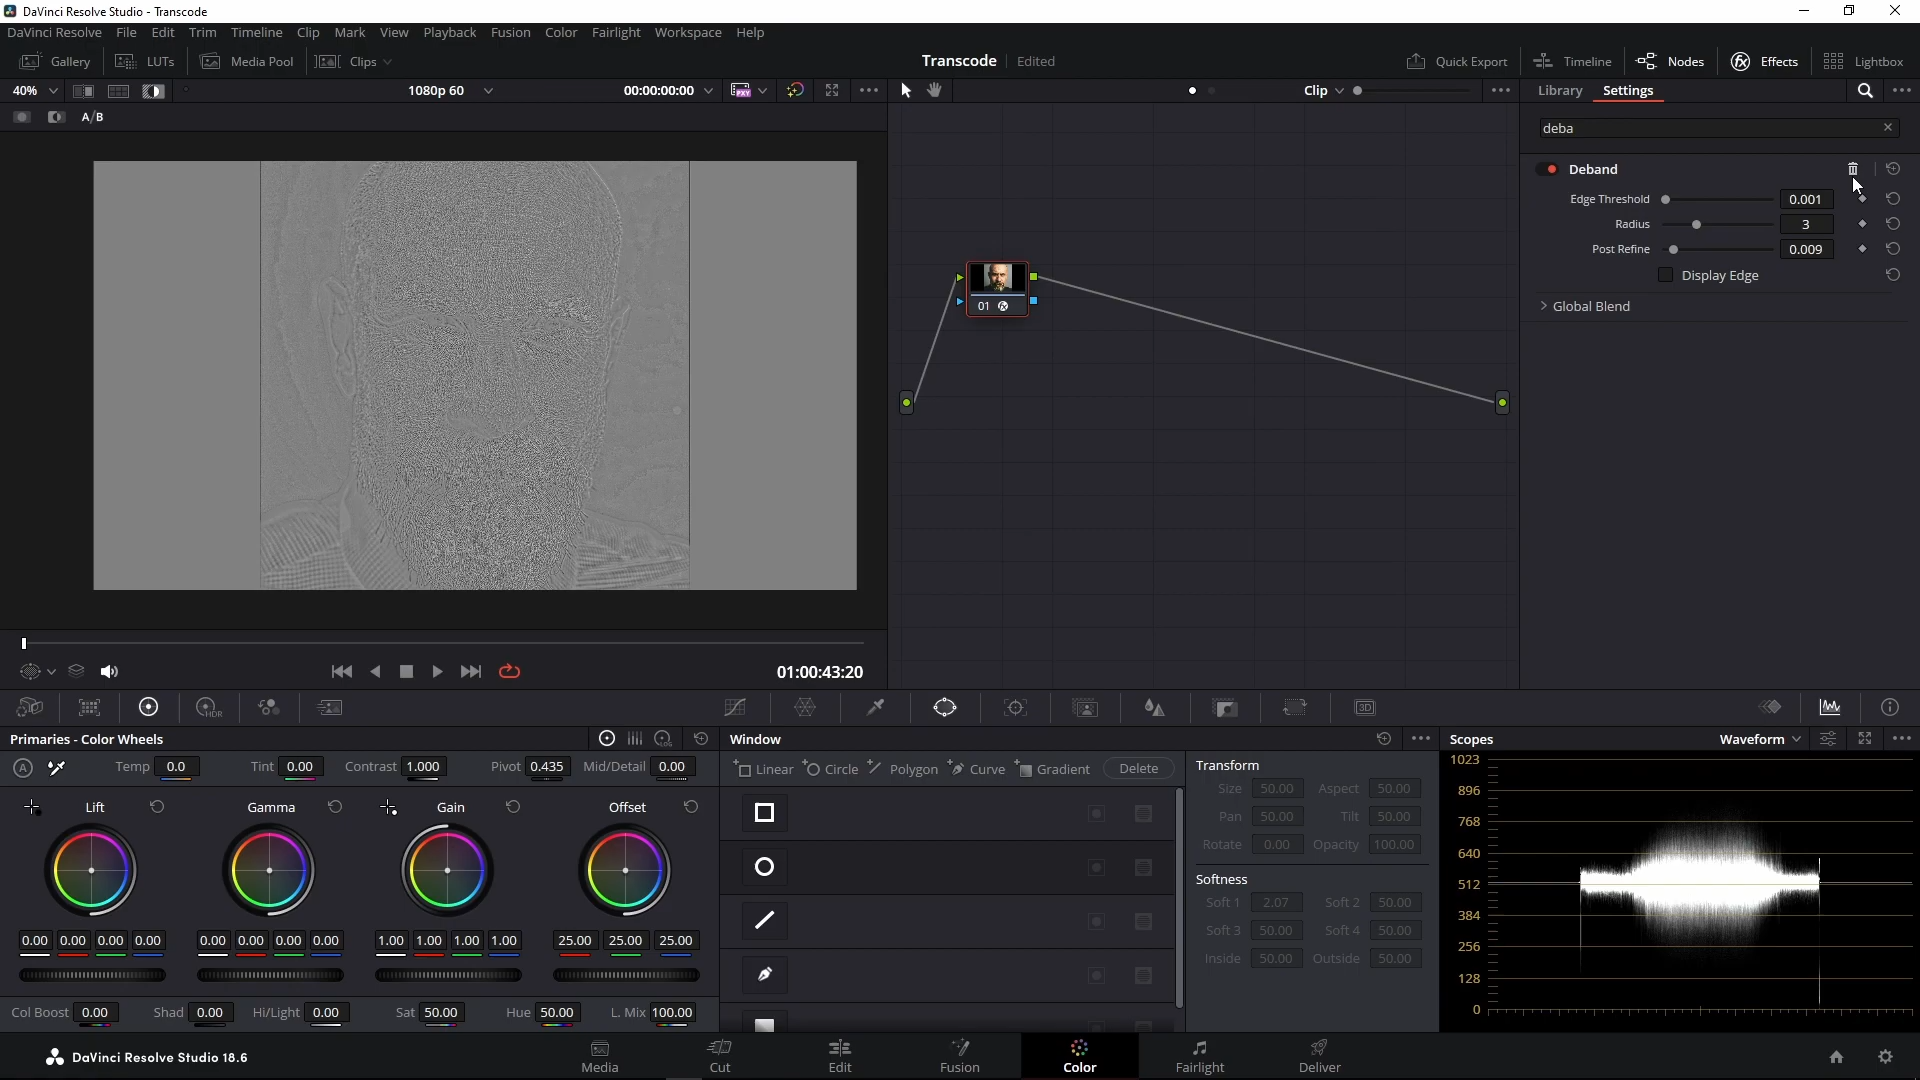 DaVinci Resolve Studio - Transcode
DaVinci Resolve File Edit Trim Timeline Clip Mark View Playback Fusion Color Fairlight Workspace Help
Gallery LUTs Media Pool Clips Transcode Edited Quick Export Timeline Nodes Effects Lightbox
40% 1080p 60 00:00:00:00 PXY Clip Library Settings
A/B
deba
Deband
Edge Threshold 0.001
Radius 3
Post Refine 0.009
Display Edge
Global Blend
01
01:00:43:20
HDR 3D
Primaries - Color Wheels LOG Window Scopes Waveform
A Temp 0.0 Tint 0.00 Contrast 1.000 Pivot 0.435 Mid/Detail 0.00
Linear Circle Polygon Curve Gradient Delete
Lift Gamma Gain Offset
0.00 0.00 0.00 0.00 0.00 0.00 0.00 0.00 1.00 1.00 1.00 1.00 25.00 25.00 25.00
Col Boost 0.00 Shad 0.00 Hi/Light 0.00 Sat 50.00 Hue 50.00 L. Mix 100.00
Transform
Size 50.00 Aspect 50.00
Pan 50.00 Tilt 50.00
Rotate 0.00 Opacity 100.00
Softness
Soft 1 2.07 Soft 2 50.00
Soft 3 50.00 Soft 4 50.00
Inside 50.00 Outside 50.00
1023
896
768
640
512
384
256
128
0
DaVinci Resolve Studio 18.6
Media Cut Edit Fusion Color Fairlight Deliver